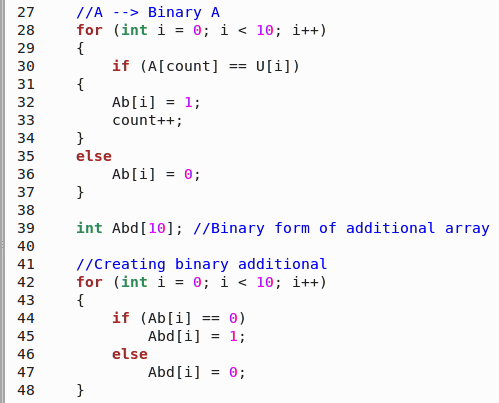 27 //A --> Binary A
28 for (int i = 0; i < 10; i++)
29 {
30 if (A[count] == U[i])
31 {
32 Ab[i] = 1;
33 count++;
34 }
35 else
36 Ab[i] = 0;
37 }
38
39 int Abd[10]; //Binary form of additional array
40
41 //Creating binary additional
42 for (int i = 0; i < 10; i++)
43 {
44 if (Ab[i] == 0)
45 Abd[i] = 1;
46 else
47 Abd[i] = 0;
48 }